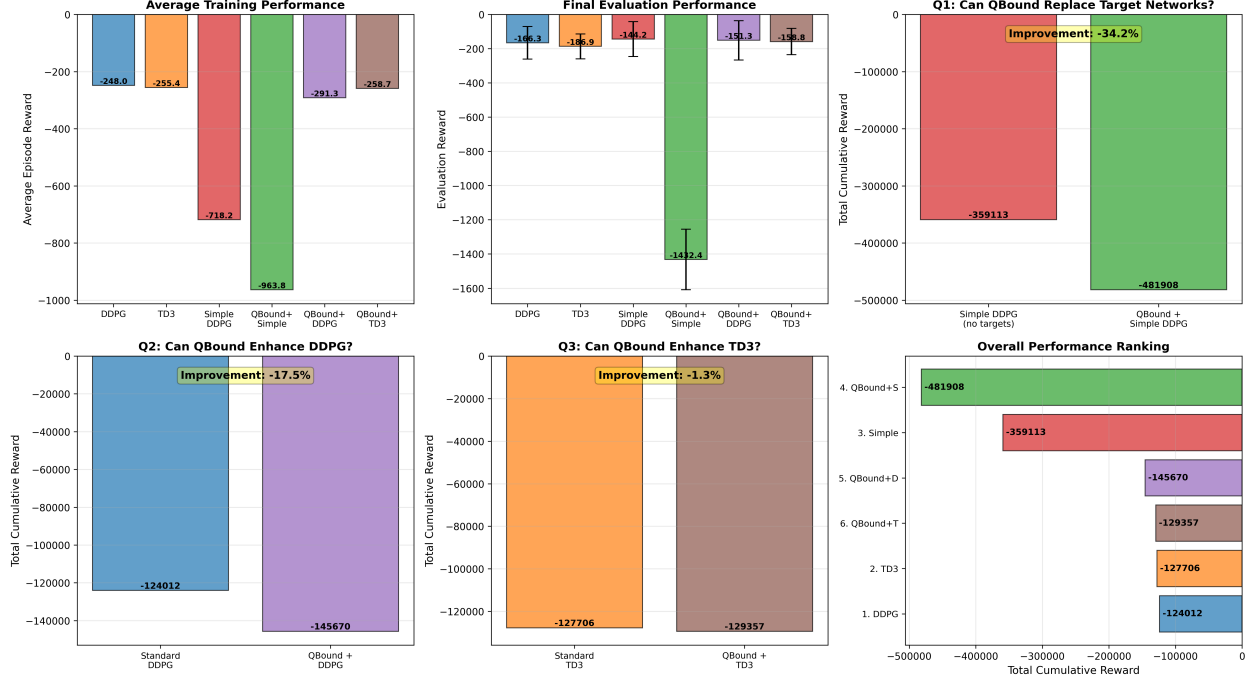 Average Training Performance
Average Episode Reward
0
−200
−400
−600
−800
−1000
-248.0
-255.4
-718.2
-963.8
-291.3
-258.7
DDPG
TD3
Simple
DDPG
QBound+
Simple
QBound+
DDPG
QBound+
TD3
Final Evaluation Performance
Evaluation Reward
0
−200
−400
−600
−800
−1000
−1200
−1400
−1600
-166.3
-186.9
-144.2
-1432.4
-151.3
-158.8
DDPG
TD3
Simple
DDPG
QBound+
Simple
QBound+
DDPG
QBound+
TD3
Q1: Can QBound Replace Target Networks?
Total Cumulative Reward
0
−100000
−200000
−300000
−400000
−500000
Improvement: -34.2%
-359113
-481908
Simple DDPG
(no targets)
QBound +
Simple DDPG
Q2: Can QBound Enhance DDPG?
Total Cumulative Reward
0
−20000
−40000
−60000
−80000
−100000
−120000
−140000
Improvement: -17.5%
-124012
-145670
Standard
DDPG
QBound +
DDPG
Q3: Can QBound Enhance TD3?
Total Cumulative Reward
0
−20000
−40000
−60000
−80000
−100000
−120000
Improvement: -1.3%
-127706
-129357
Standard
TD3
QBound +
TD3
Overall Performance Ranking
4. QBound+S
-481908
3. Simple
-359113
5. QBound+D
-145670
6. QBound+T
-129357
2. TD3
-127706
1. DDPG
-124012
−500000
−400000
−300000
−200000
−100000
0
Total Cumulative Reward